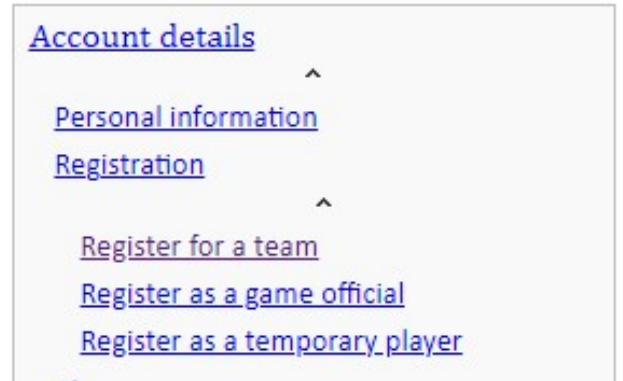 Account details
Personal information
Registration
Register for a team
Register as a game official
Register as a temporary player